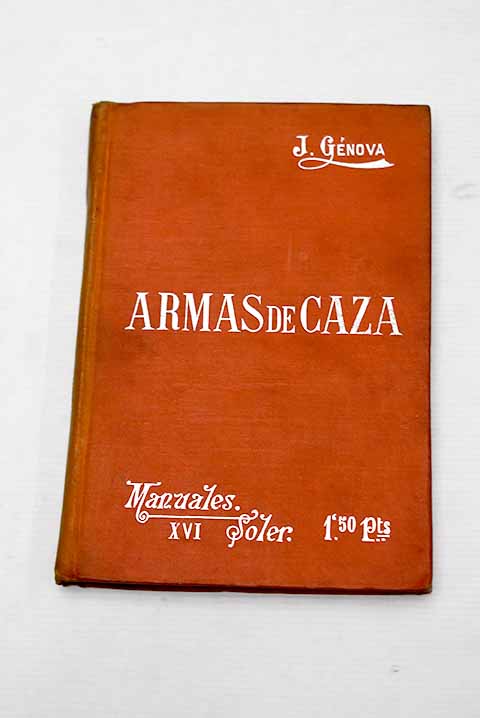 J. GÉNOVA
ARMAS DE CAZA
Manuales.
XVI Soler. 1'50 Pts